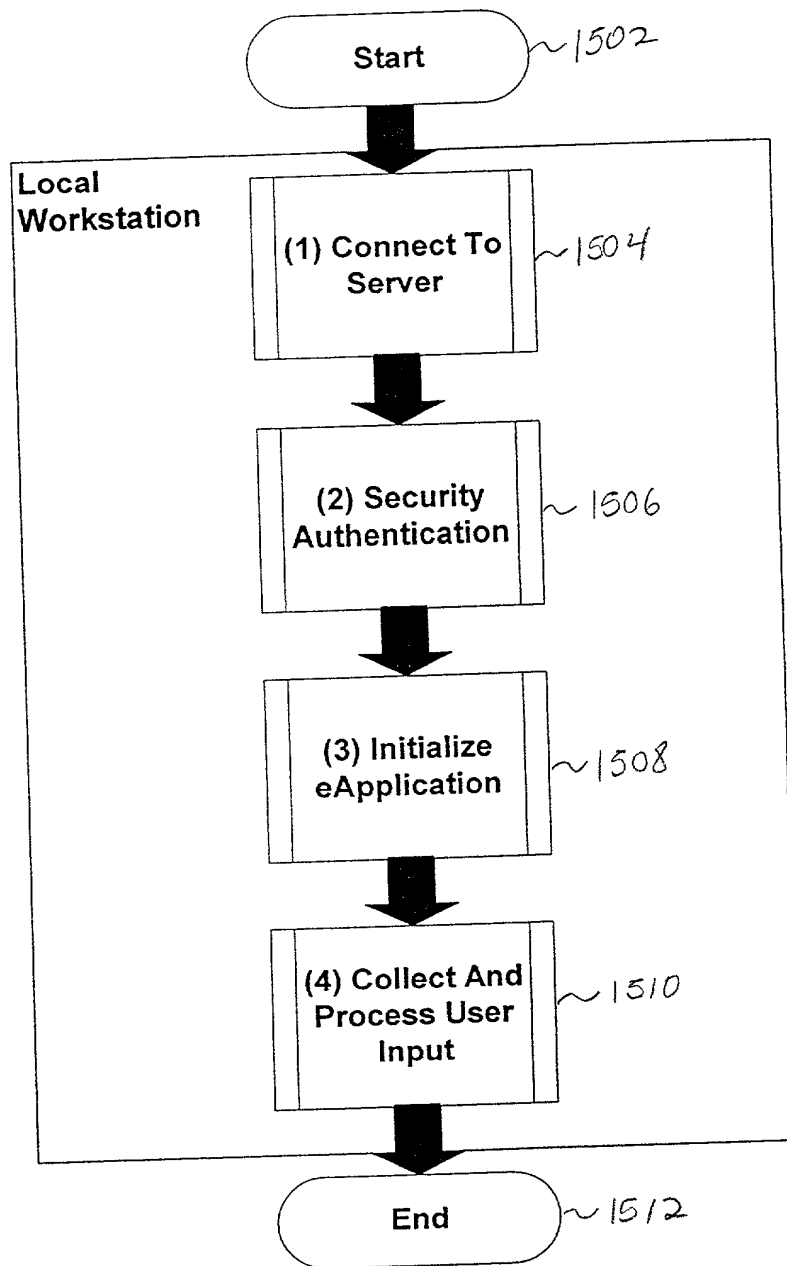 Start
1502
Local
Workstation
(1) Connect To
Server
1504
(2) Security
Authentication
1506
(3) Initialize
eApplication
1508
(4) Collect And
Process User
Input
1510
End
1512